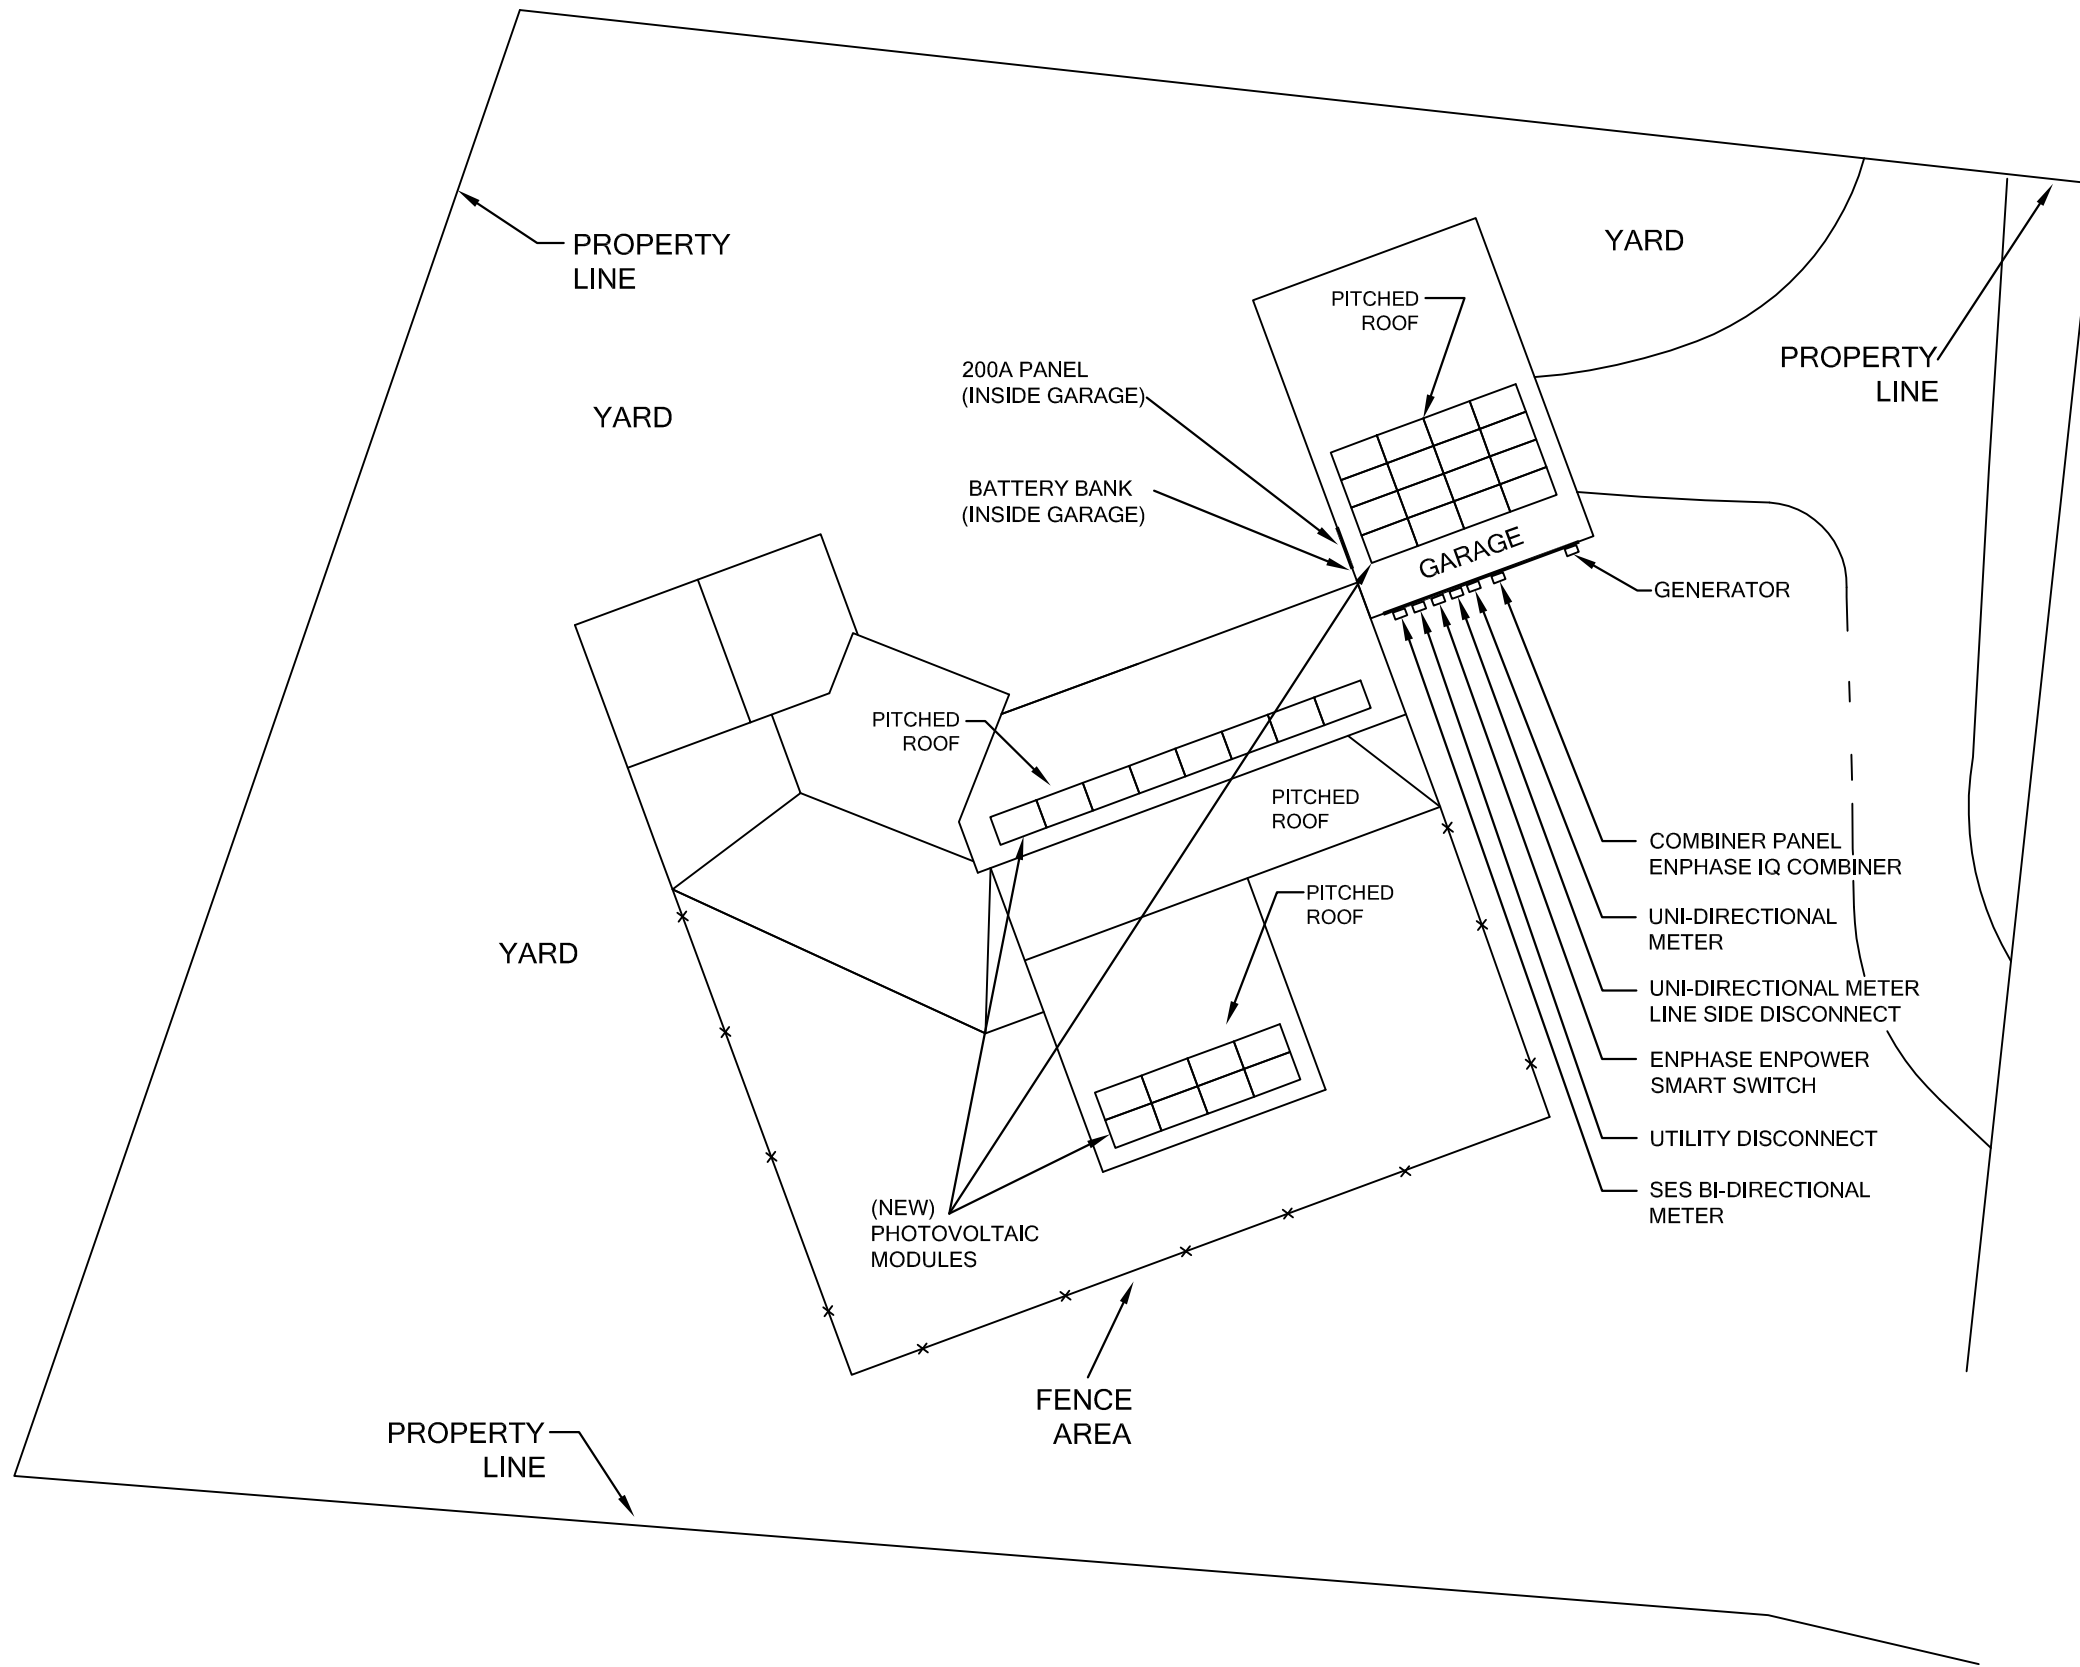 PROPERTY
LINE
YARD
PITCHED
ROOF
PROPERTY
LINE
200A PANEL
(INSIDE GARAGE)
YARD
BATTERY BANK
(INSIDE GARAGE)
GARAGE
GENERATOR
PITCHED
ROOF
PITCHED
ROOF
COMBINER PANEL
ENPHASE IQ COMBINER
PITCHED
ROOF
UNI-DIRECTIONAL
METER
YARD
UNI-DIRECTIONAL METER
LINE SIDE DISCONNECT
ENPHASE ENPOWER
SMART SWITCH
UTILITY DISCONNECT
SES BI-DIRECTIONAL
METER
(NEW)
PHOTOVOLTAIC
MODULES
FENCE
AREA
PROPERTY
LINE